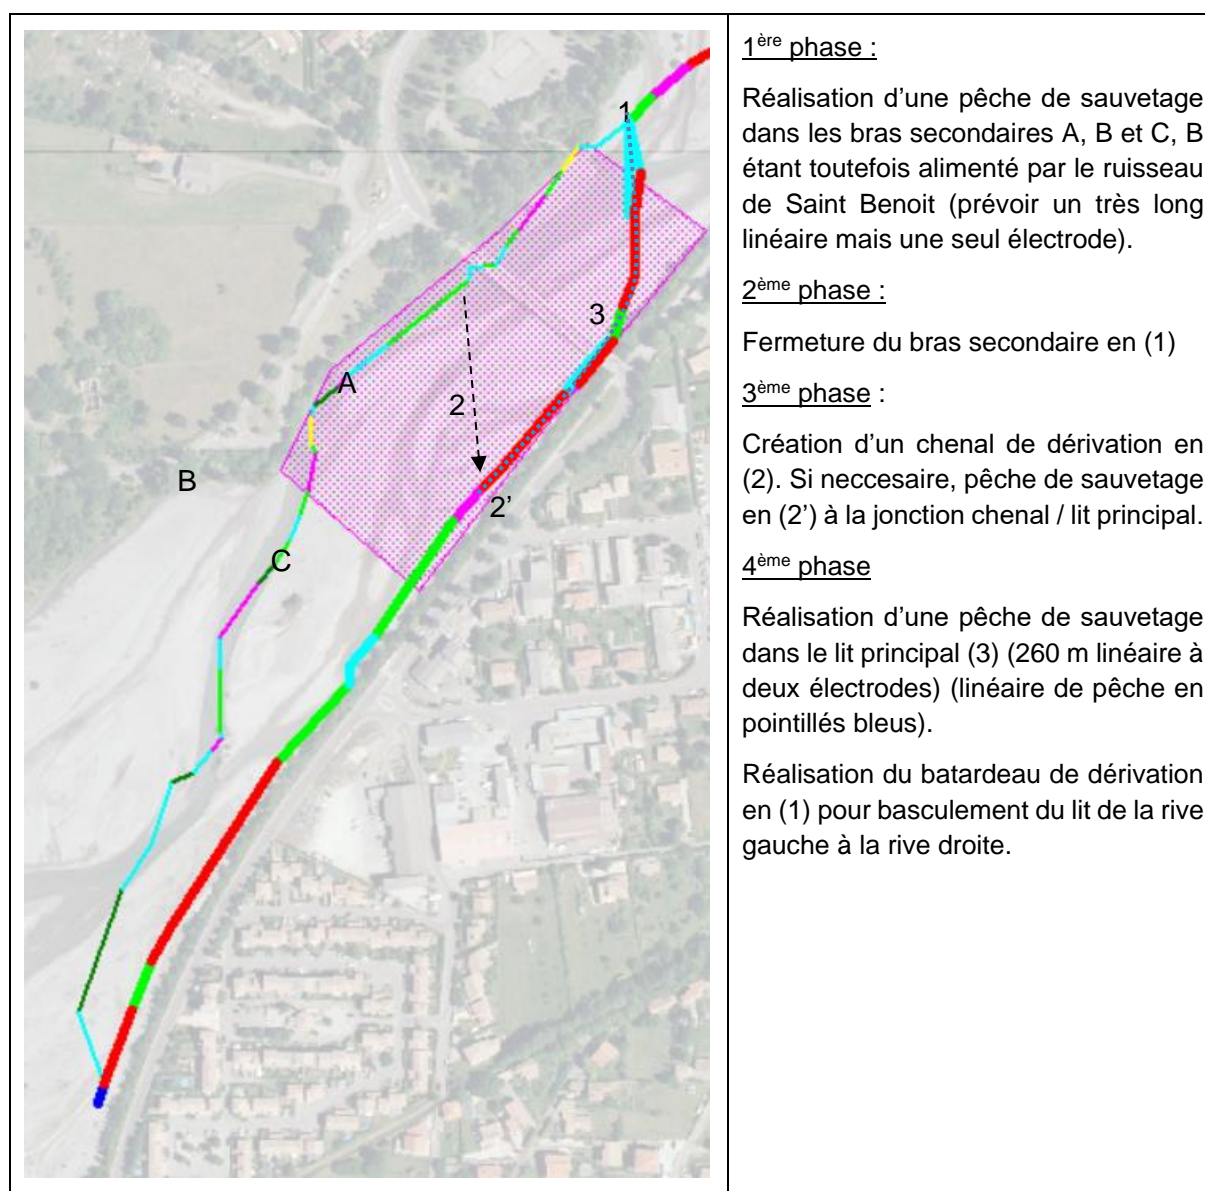 1
3
A
2
B
2’
C
1ère phase :
Réalisation d’une pêche de sauvetage
dans les bras secondaires A, B et C, B
étant toutefois alimenté par le ruisseau
de Saint Benoit (prévoir un très long
linéaire mais une seul électrode).
2ème phase :
Fermeture du bras secondaire en (1)
3ème phase :
Création d’un chenal de dérivation en
(2). Si neccesaire, pêche de sauvetage
en (2’) à la jonction chenal / lit principal.
4ème phase
Réalisation d’une pêche de sauvetage
dans le lit principal (3) (260 m linéaire à
deux électrodes) (linéaire de pêche en
pointillés bleus).
Réalisation du batardeau de dérivation
en (1) pour basculement du lit de la rive
gauche à la rive droite.